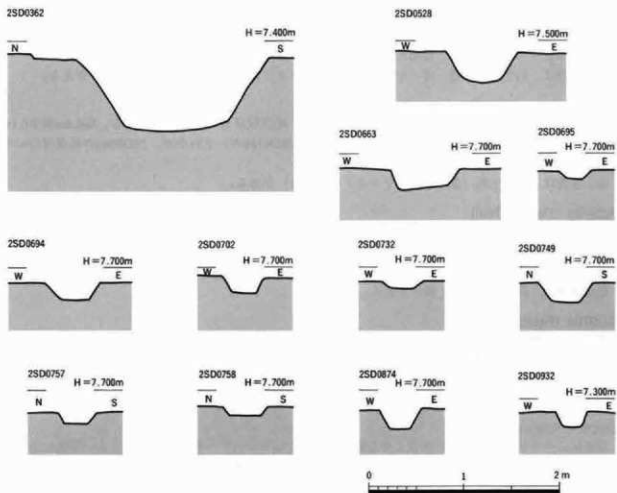 2SD0362
H=7.400m
N
S
2SD0528
H=7.500m
W
E
2SD0663
H=7.700m
W
E
2SD0695
H=7.700m
W
E
2SD0694
H=7.700m
W
E
2SD0702
H=7.700m
W
E
2SD0732
H=7.700m
W
E
2SD0749
H=7.700m
N
S
2SD0757
H=7.700m
N
S
2SD0758
H=7.700m
N
S
2SD0874
H=7.700m
W
E
2SD0932
H=7.300m
W
E
0 1 2 m